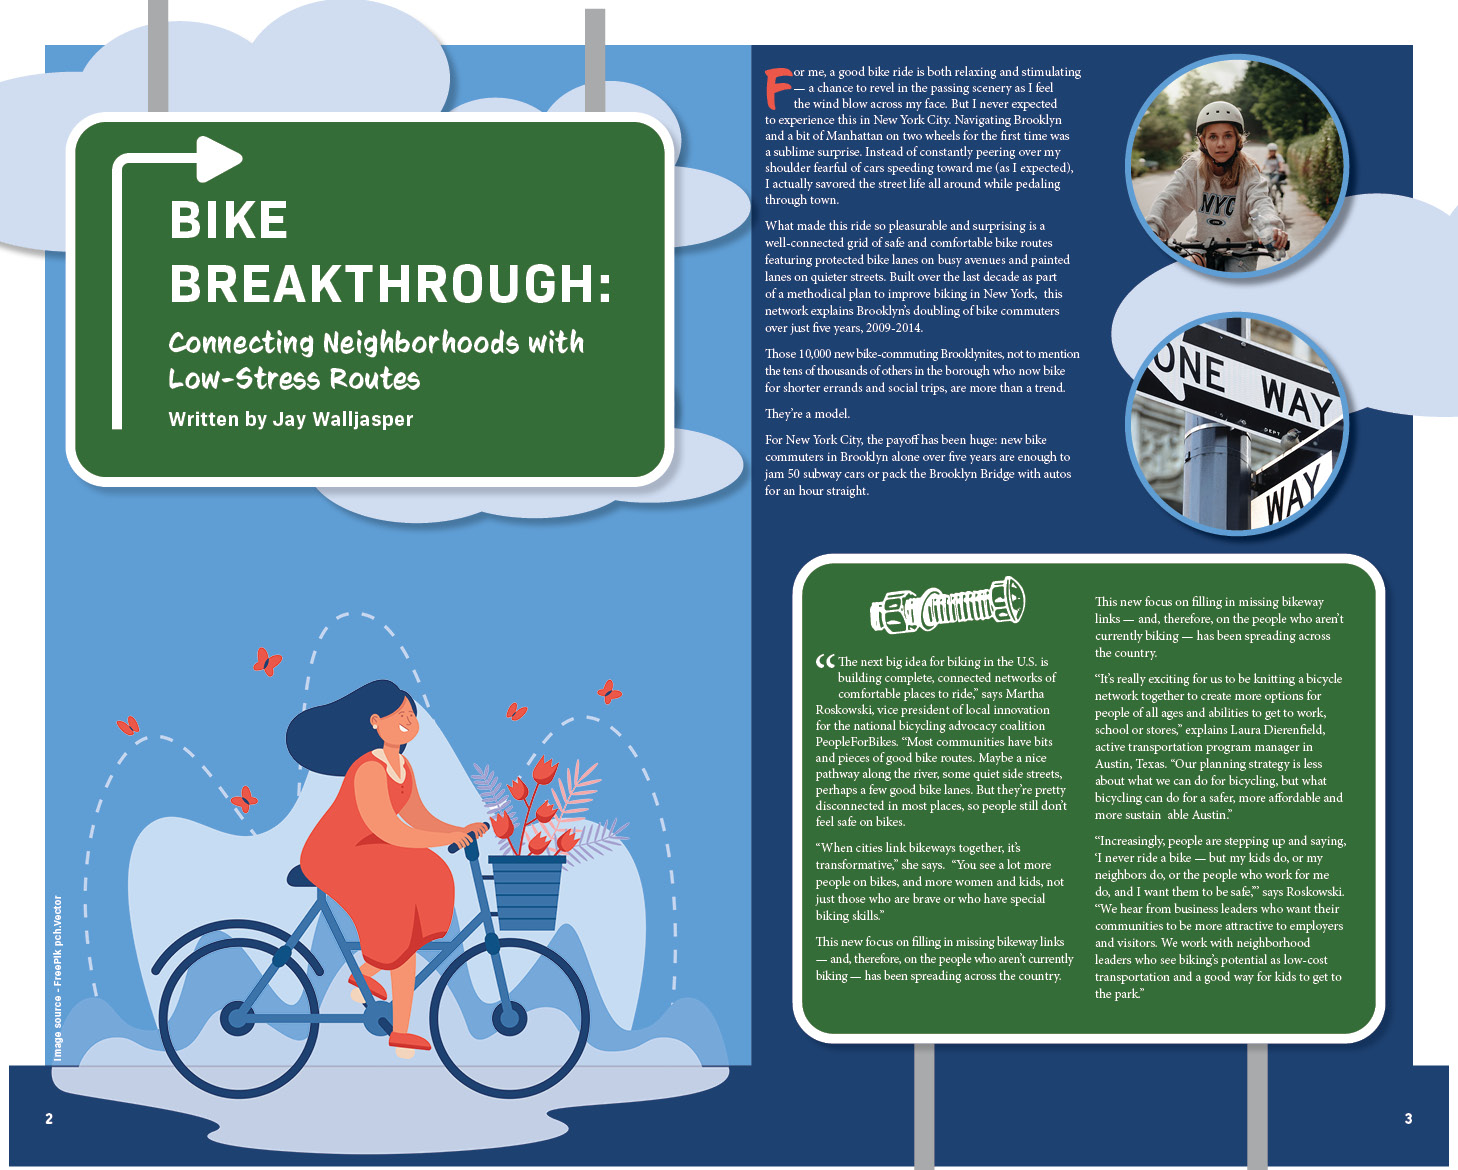 BIKE
BREAKTHROUGH:
Connecting Neighborhoods with
Low-Stress Routes
Written by Jay Walljasper
Image source - FreePik pch.Vector
2
For me, a good bike ride is both relaxing and stimulating
— a chance to revel in the passing scenery as I feel
the wind blow across my face. But I never expected
to experience this in New York City. Navigating Brooklyn
and a bit of Manhattan on two wheels for the first time was
a sublime surprise. Instead of constantly peering over my
shoulder fearful of cars speeding toward me (as I expected),
I actually savored the street life all around while pedaling
through town.
What made this ride so pleasurable and surprising is a
well-connected grid of safe and comfortable bike routes
featuring protected bike lanes on busy avenues and painted
lanes on quieter streets. Built over the last decade as part
of a methodical plan to improve biking in New York,  this
network explains Brooklyn's doubling of bike commuters
over just five years, 2009-2014.
Those 10,000 new bike-commuting Brooklynites, not to mention
the tens of thousands of others in the borough who now bike
for shorter errands and social trips, are more than a trend.
They're a model.
For New York City, the payoff has been huge: new bike
commuters in Brooklyn alone over five years are enough to
jam 50 subway cars or pack the Brooklyn Bridge with autos
for an hour straight.
NYC
ONE WAY
DEPT
WAY
“The next big idea for biking in the U.S. is
building complete, connected networks of
comfortable places to ride,” says Martha
Roskowski, vice president of local innovation
for the national bicycling advocacy coalition
PeopleForBikes. “Most communities have bits
and pieces of good bike routes. Maybe a nice
pathway along the river, some quiet side streets,
perhaps a few good bike lanes. But they're pretty
disconnected in most places, so people still don't
feel safe on bikes.
“When cities link bikeways together, it's
transformative,” she says.  “You see a lot more
people on bikes, and more women and kids, not
just those who are brave or who have special
biking skills.”
This new focus on filling in missing bikeway links
— and, therefore, on the people who aren't currently
biking — has been spreading across the country.
This new focus on filling in missing bikeway
links — and, therefore, on the people who aren't
currently biking — has been spreading across
the country.
“It's really exciting for us to be knitting a bicycle
network together to create more options for
people of all ages and abilities to get to work,
school or stores,” explains Laura Dierenfield,
active transportation program manager in
Austin, Texas. “Our planning strategy is less
about what we can do for bicycling, but what
bicycling can do for a safer, more affordable and
more sustain  able Austin.”
“Increasingly, people are stepping up and saying,
‘I never ride a bike — but my kids do, or my
neighbors do, or the people who work for me
do, and I want them to be safe,’” says Roskowski.
“We hear from business leaders who want their
communities to be more attractive to employers
and visitors. We work with neighborhood
leaders who see biking's potential as low-cost
transportation and a good way for kids to get to
the park.”
3